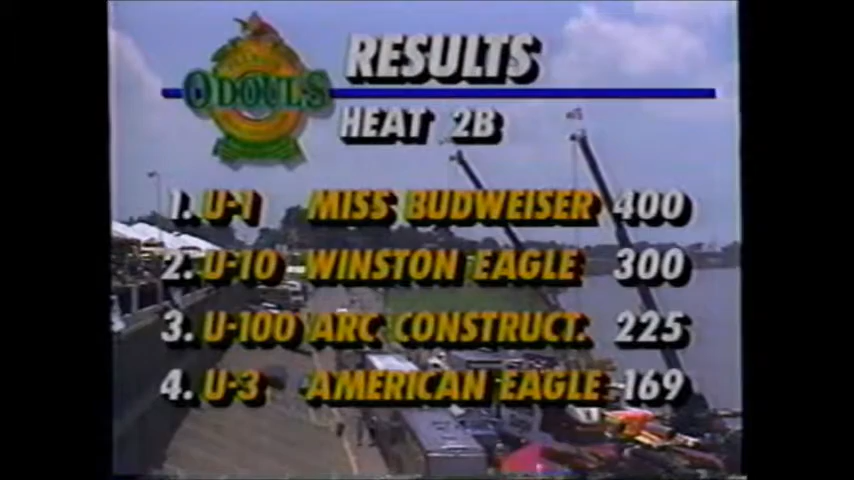 O'DOUL'S
RESULTS
HEAT 2B
1. U-1 MISS BUDWEISER 400
2. U-10 WINSTON EAGLE 300
3. U-100 ARC CONSTRUCT. 225
4. U-3 AMERICAN EAGLE 169